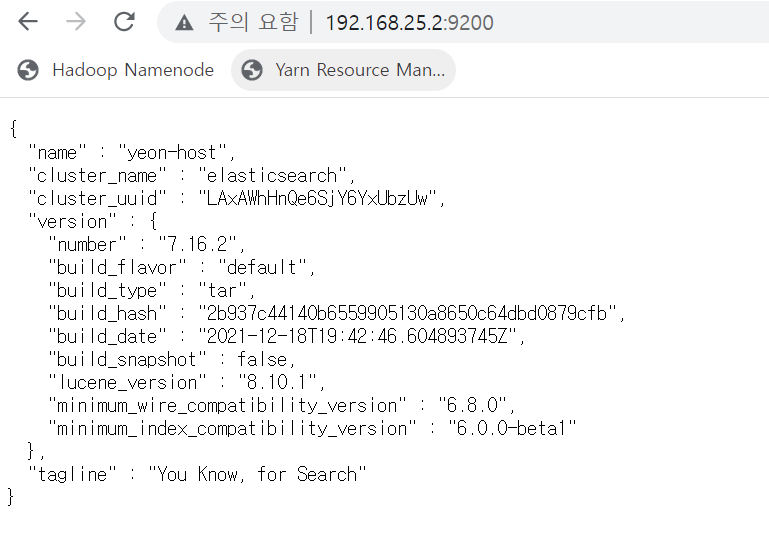 주의 요함 | 192.168.25.2:9200
Hadoop Namenode Yarn Resource Man...
{
"name" : "yeon-host",
"cluster_name" : "elasticsearch",
"cluster_uuid" : "LAxAWhHnQe6SjY6YxUbzUw",
"version" : {
"number" : "7.16.2",
"build_flavor" : "default",
"build_type" : "tar",
"build_hash" : "2b937c44140b6559905130a8650c64dbd0879cfb",
"build_date" : "2021-12-18T19:42:46.604893745Z",
"build_snapshot" : false,
"lucene_version" : "8.10.1",
"minimum_wire_compatibility_version" : "6.8.0",
"minimum_index_compatibility_version" : "6.0.0-beta1"
},
"tagline" : "You Know, for Search"
}